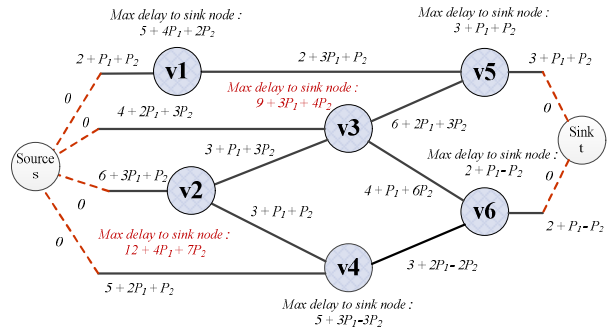 Max delay to sink node :
5 + 4P1 + 2P2
Max delay to sink node :
3 + P1 + P2
2 + P1 + P2
v1
2 + 3P1 + P2
v5
3 + P1 + P2
0
Max delay to sink node :
9 + 3P1 + 4P2
0
0
4 + 2P1 + 3P2
v3
6 + 2P1 + 3P2
Sink
t
Source
s
3 + P1 + 3P2
Max delay to sink node :
2 + P1- P2
0
6 + 3P1 + P2
v2
4 + P1 + 6P2
0
3 + P1 + P2
v6
2 + P1- P2
0
Max delay to sink node :
12 + 4P1 + 7P2
v4
3 + 2P1- 2P2
5 + 2P1 + P2
Max delay to sink node :
5 + 3P1-3P2